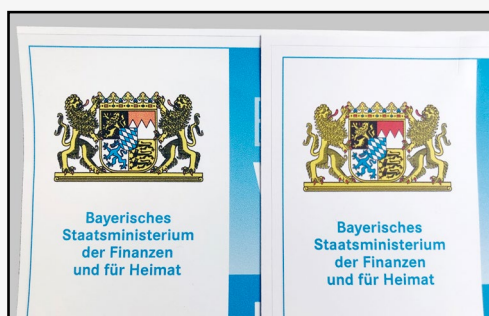 Bayerisches
Staatsministerium
der Finanzen
und für Heimat
Bayerisches
Staatsministerium
der Finanzen
und für Heimat